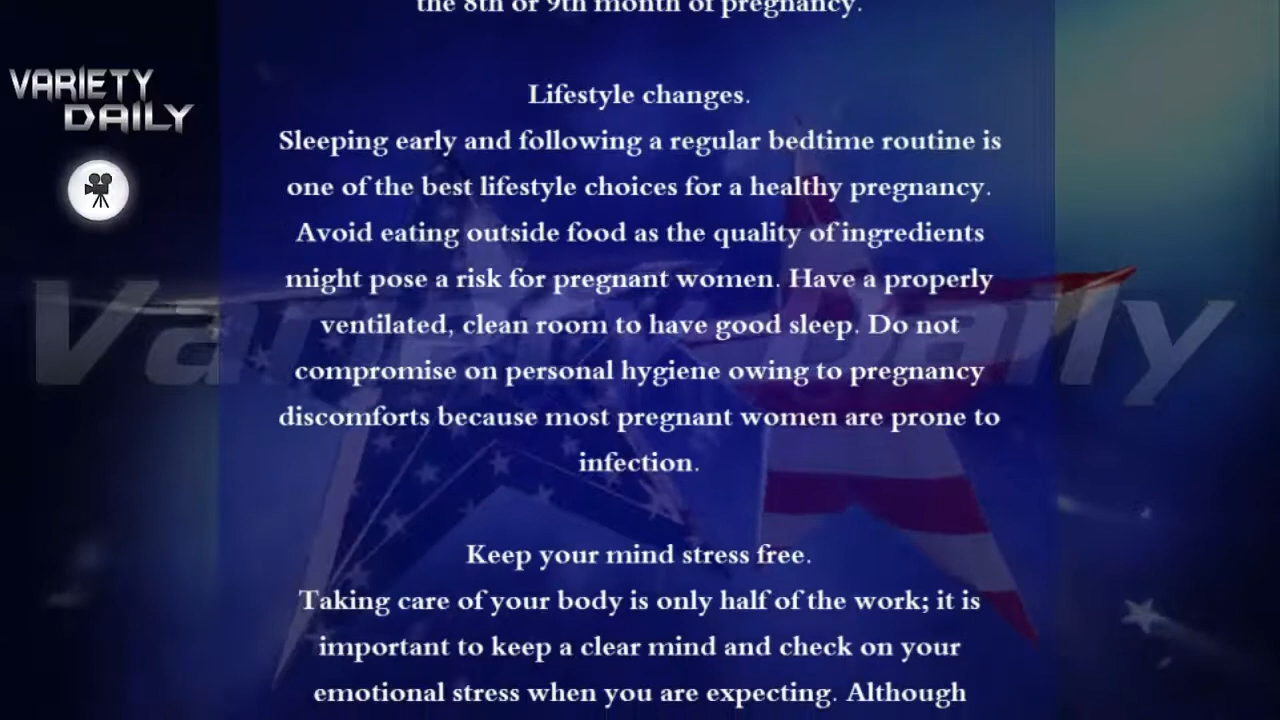 the 8th or 9th month of pregnancy.
VARIETY
DAILY
Lifestyle changes.
Sleeping early and following a regular bedtime routine is
one of the best lifestyle choices for a healthy pregnancy.
Avoid eating outside food as the quality of ingredients
might pose a risk for pregnant women. Have a properly
ventilated, clean room to have good sleep. Do not
compromise on personal hygiene owing to pregnancy
discomforts because most pregnant women are prone to
infection.
Variety Daily
Keep your mind stress free.
Taking care of your body is only half of the work; it is
important to keep a clear mind and check on your
emotional stress when you are expecting. Although